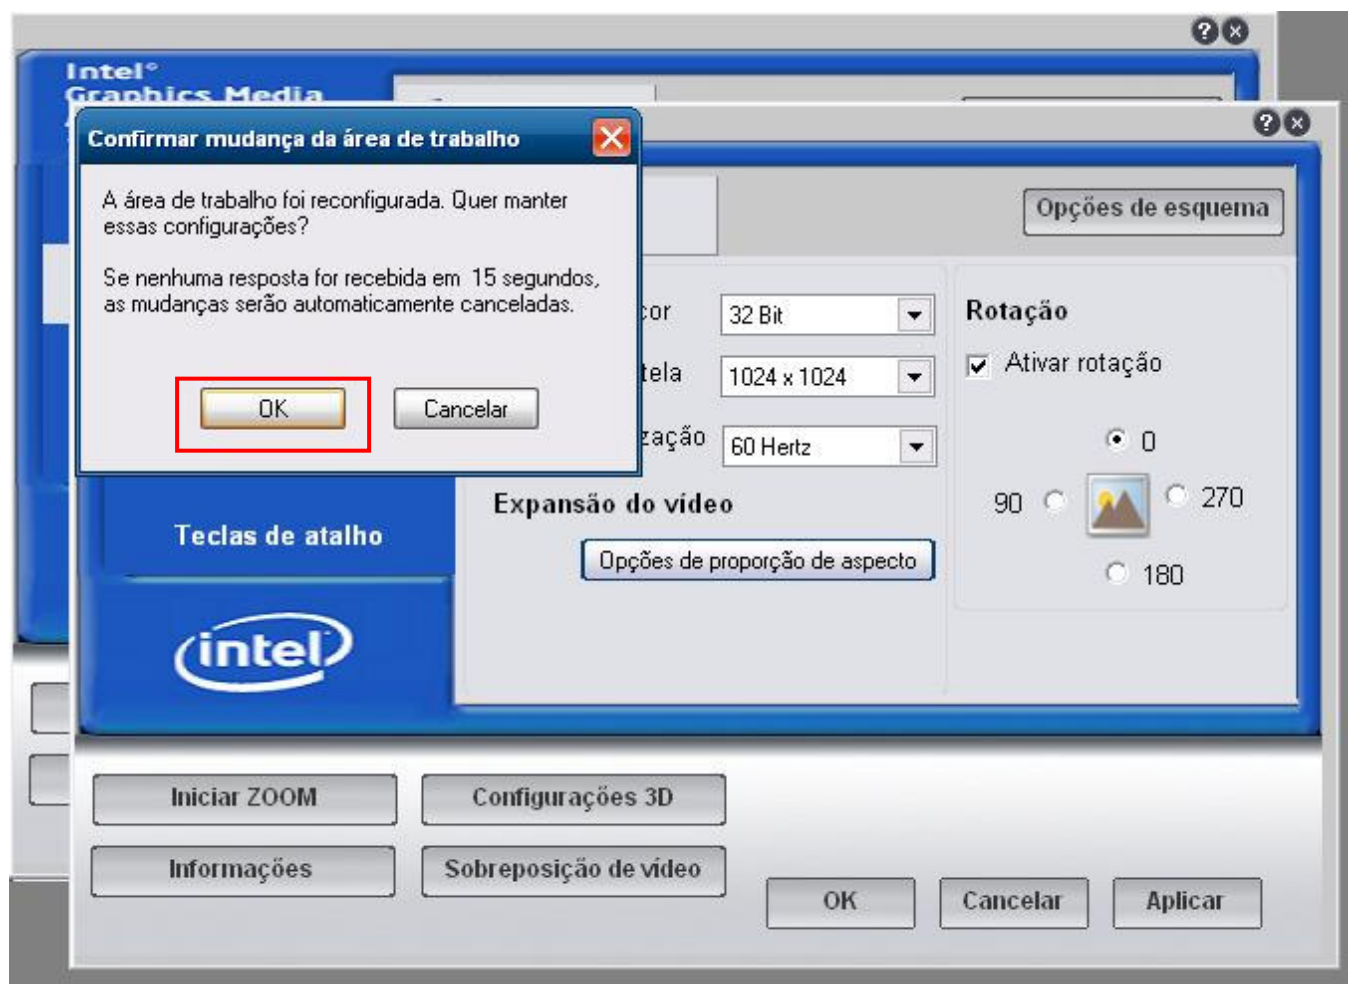 Intel®
Graphics Media
Confirmar mudança da área de trabalho
A área de trabalho foi reconfigurada. Quer manter
essas configurações?
Se nenhuma resposta for recebida em 15 segundos,
as mudanças serão automaticamente canceladas.
OK
Cancelar
Opções de esquema
cor
32 Bit
tela
1024 x 1024
60 Hertz
Rotação
Ativar rotação
0
90
270
180
Expansão do vídeo
Opções de proporção de aspecto
Teclas de atalho
intel
Iniciar ZOOM
Configurações 3D
Informações
Sobreposição de vídeo
OK
Cancelar
Aplicar